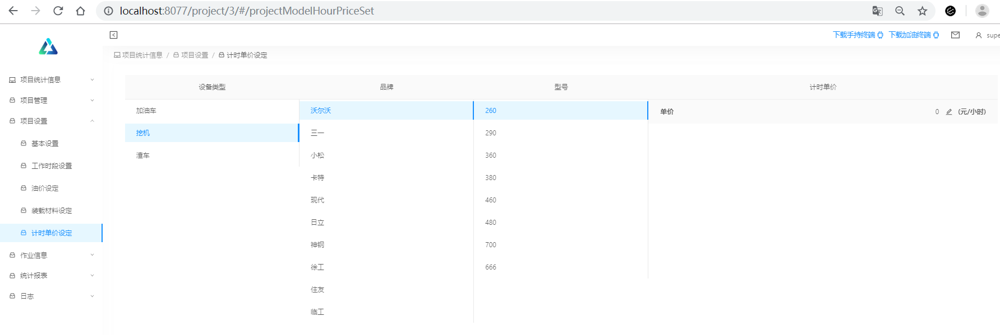 localhost:8077/project/3/#/projectModelHourPriceSet
下载手持终端 下载加油终端 supe
项目统计信息 / 项目设置 / 计时单价设定
项目统计信息
项目管理
项目设置
基本设置
工作时段设置
油价设定
装载材料设定
计时单价设定
作业信息
统计报表
日志
设备类型 品牌 型号 计时单价
加油车
挖机
渣车
沃尔沃
三一
小松
卡特
现代
日立
神钢
徐工
住友
临工
260
290
360
380
460
480
700
666
单价 0 (元/小时)